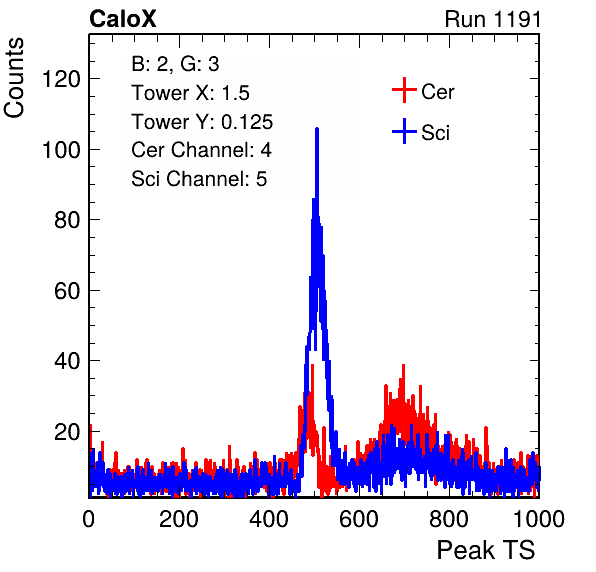 CaloX Run 1191
Counts
B: 2, G: 3
Tower X: 1.5
Tower Y: 0.125
Cer Channel: 4
Sci Channel: 5
Cer
Sci
120
100
80
60
40
20
0 200 400 600 800 1000
Peak TS